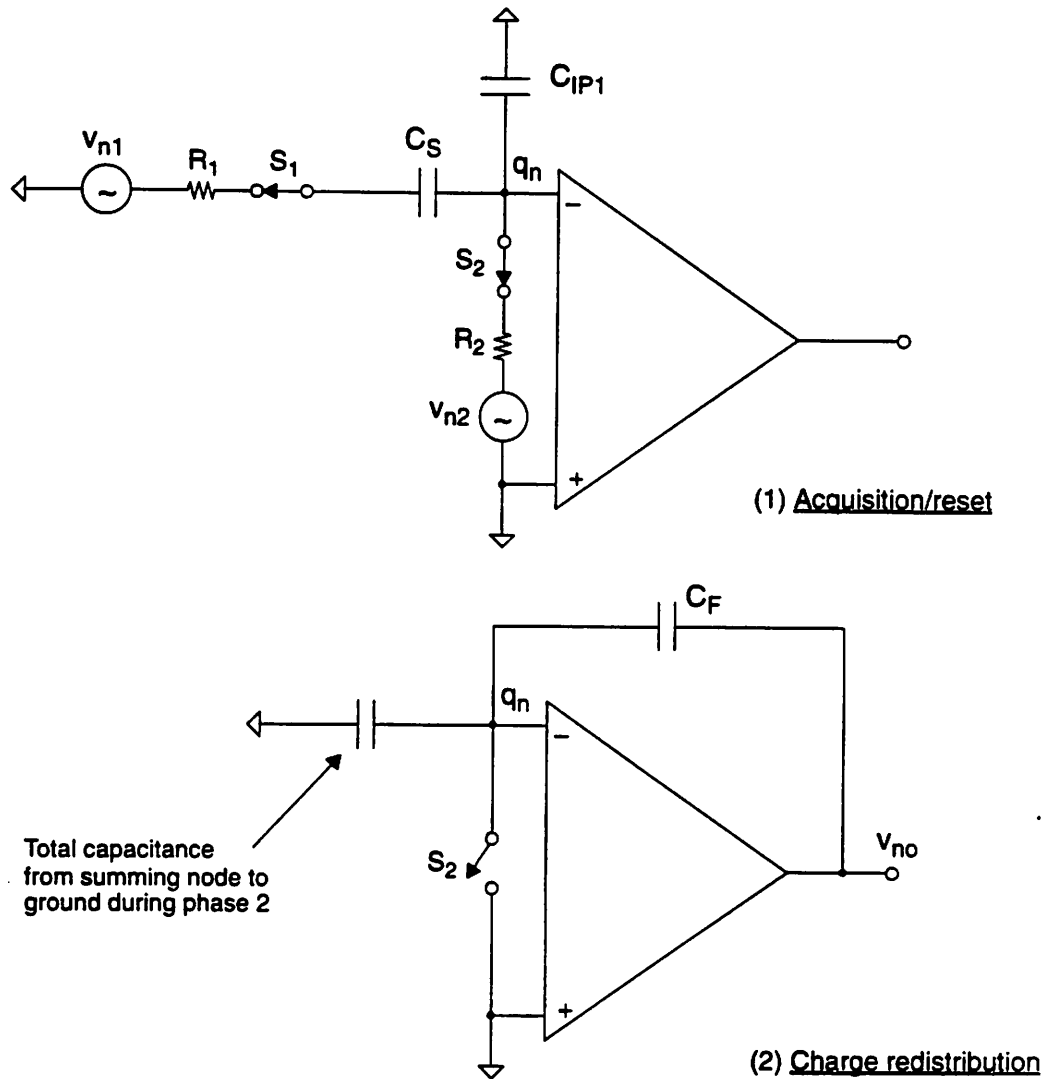 C_IP1
v_n1
R_1
S_1
C_S
q_n
~
−
S_2
R_2
v_n2
~
+
(1) Acquisition/reset
C_F
q_n
−
Total capacitance
from summing node to
ground during phase 2
S_2
v_no
+
(2) Charge redistribution